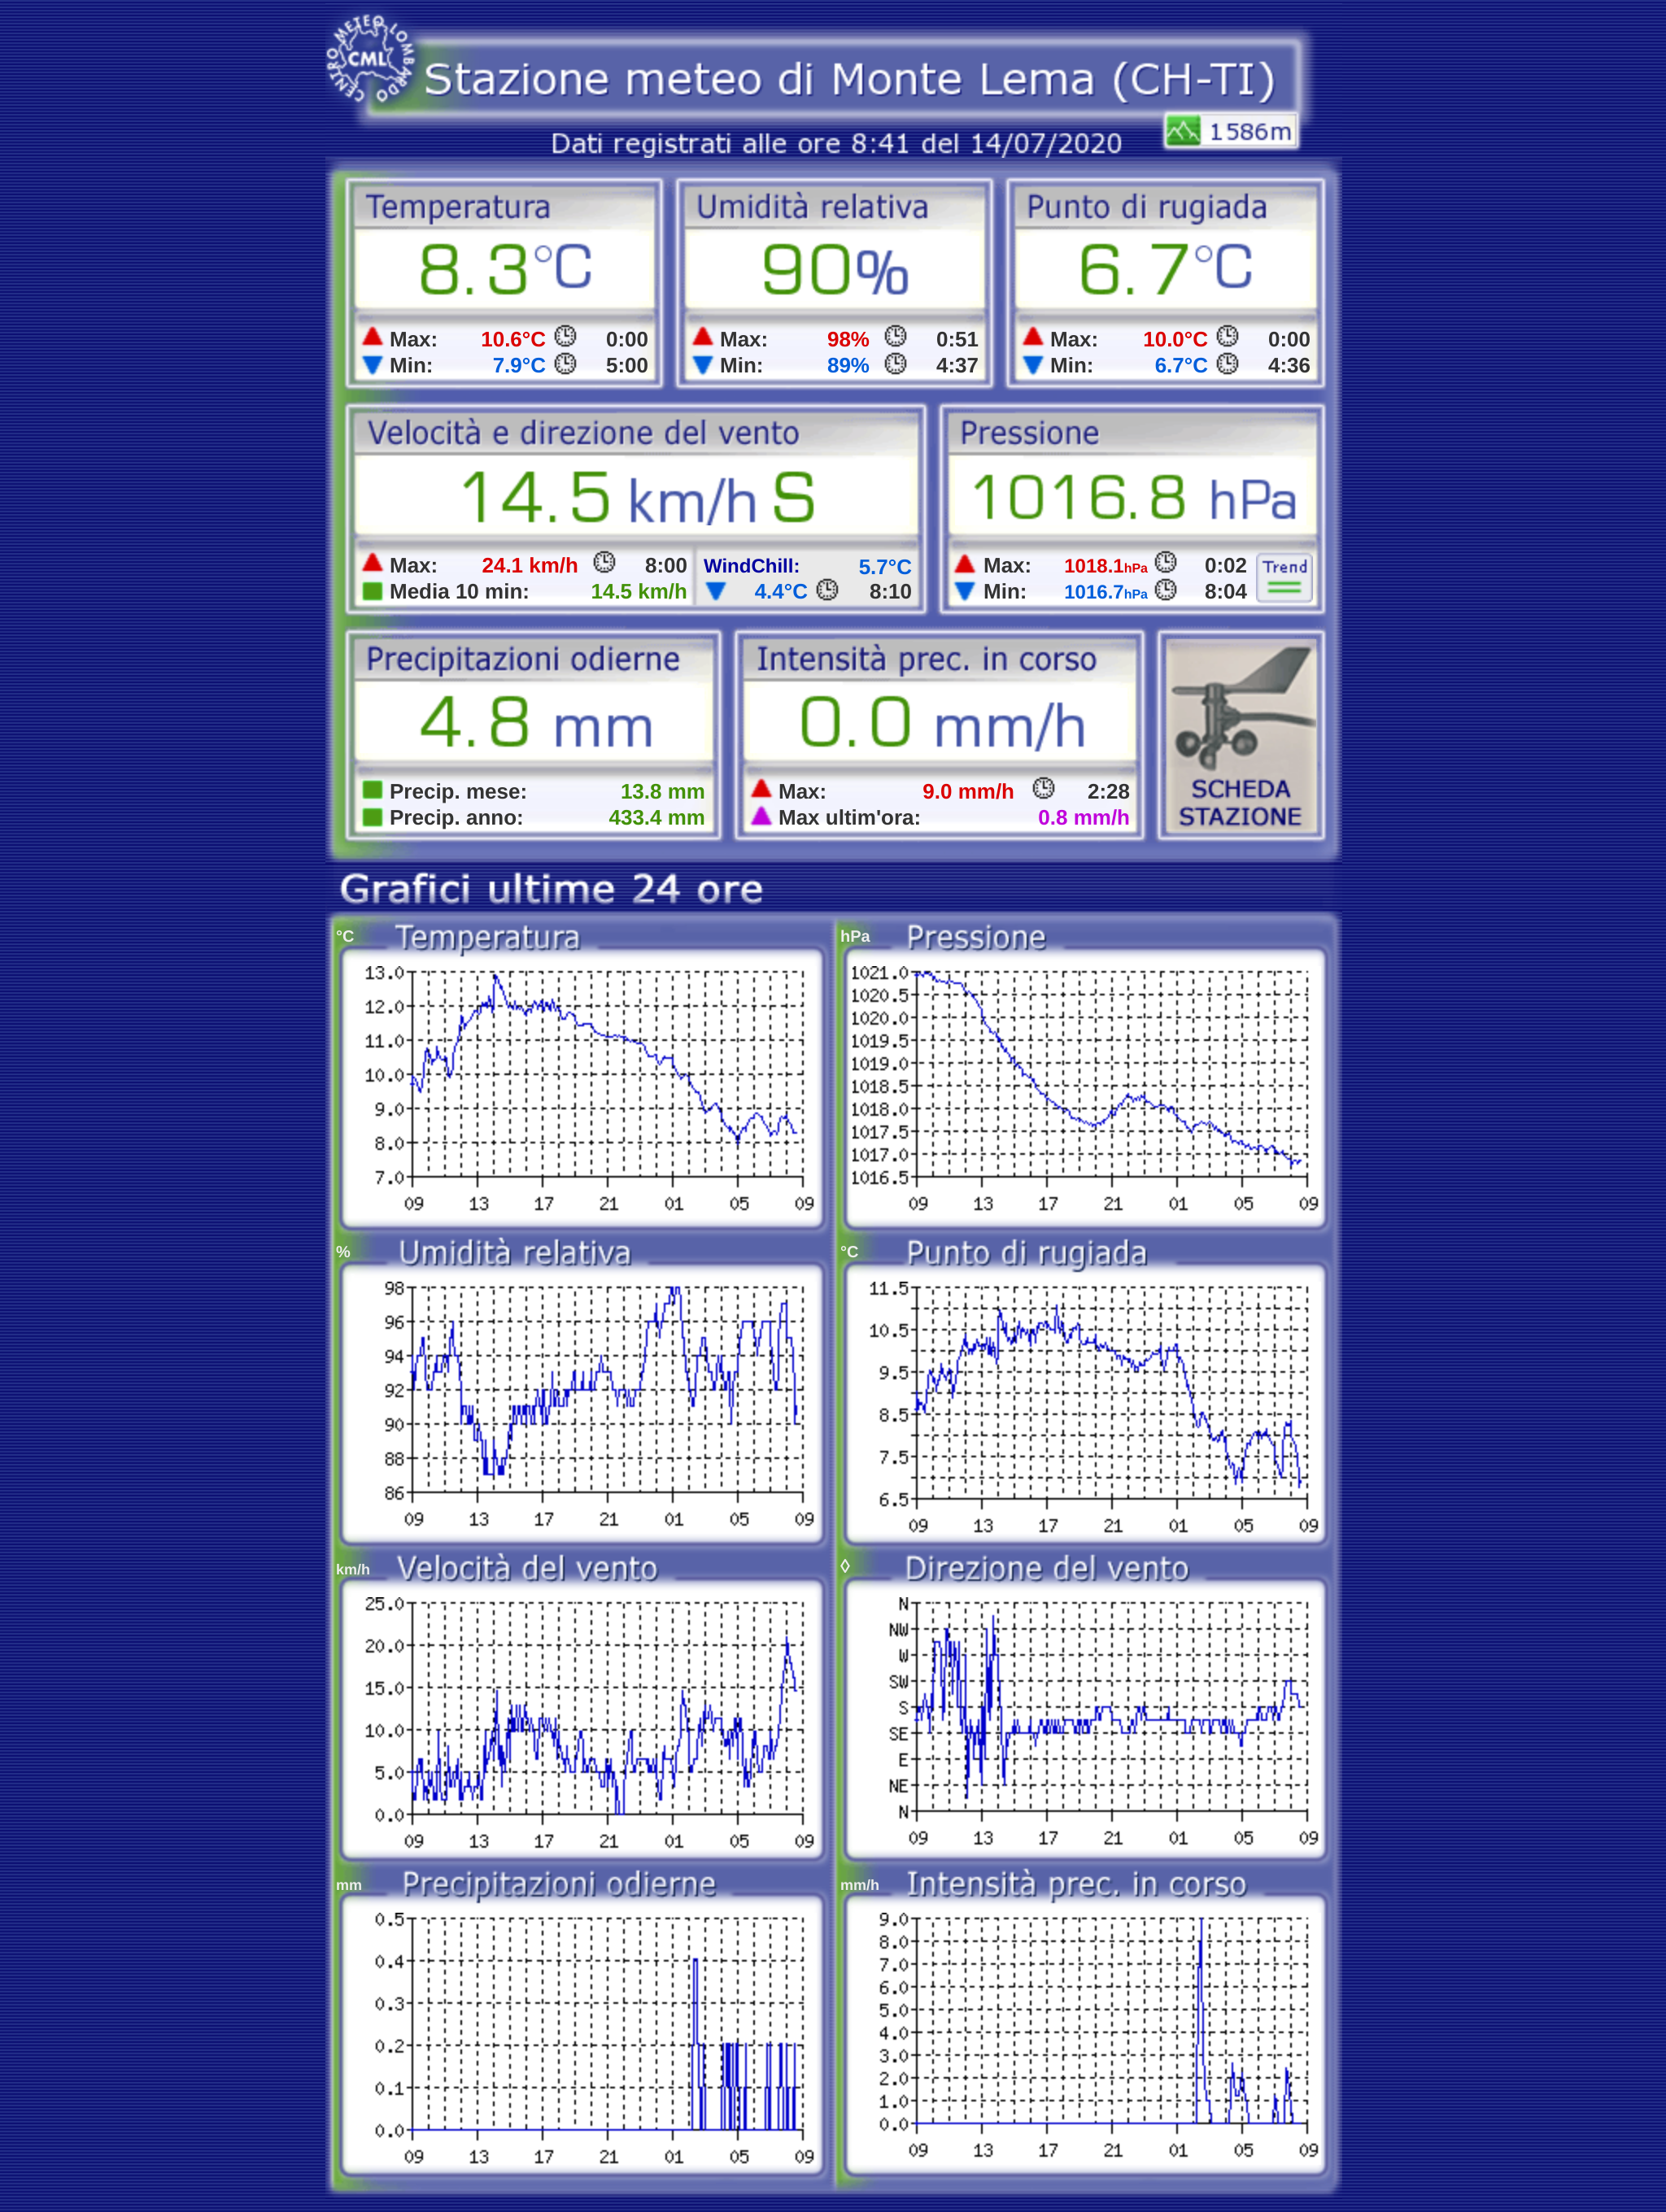 CENTRO METEO LOMBARDO
CML
Stazione meteo di Monte Lema (CH-TI)
1586m
Dati registrati alle ore 8:41 del 14/07/2020
Temperatura
8.3°C
Max: 10.6°C 0:00
Min: 7.9°C 5:00
Umidità relativa
90%
Max: 98% 0:51
Min: 89% 4:37
Punto di rugiada
6.7°C
Max: 10.0°C 0:00
Min: 6.7°C 4:36
Velocità e direzione del vento
14.5 km/h S
Max: 24.1 km/h 8:00
Media 10 min: 14.5 km/h
WindChill: 5.7°C
4.4°C 8:10
Pressione
1016.8 hPa
Max: 1018.1hPa 0:02
Min: 1016.7hPa 8:04
Trend
Precipitazioni odierne
4.8 mm
Precip. mese: 13.8 mm
Precip. anno: 433.4 mm
Intensità prec. in corso
0.0 mm/h
Max: 9.0 mm/h 2:28
Max ultim'ora: 0.8 mm/h
SCHEDA
STAZIONE
Grafici ultime 24 ore
°C Temperatura
13.0
12.0
11.0
10.0
9.0
8.0
7.0
09 13 17 21 01 05 09
hPa Pressione
1021.0
1020.5
1020.0
1019.5
1019.0
1018.5
1018.0
1017.5
1017.0
1016.5
09 13 17 21 01 05 09
% Umidità relativa
98
96
94
92
90
88
86
09 13 17 21 01 05 09
°C Punto di rugiada
11.5
10.5
9.5
8.5
7.5
6.5
09 13 17 21 01 05 09
km/h Velocità del vento
25.0
20.0
15.0
10.0
5.0
0.0
09 13 17 21 01 05 09
◊ Direzione del vento
N
NW
W
SW
S
SE
E
NE
N
09 13 17 21 01 05 09
mm Precipitazioni odierne
0.5
0.4
0.3
0.2
0.1
0.0
09 13 17 21 01 05 09
mm/h Intensità prec. in corso
9.0
8.0
7.0
6.0
5.0
4.0
3.0
2.0
1.0
0.0
09 13 17 21 01 05 09